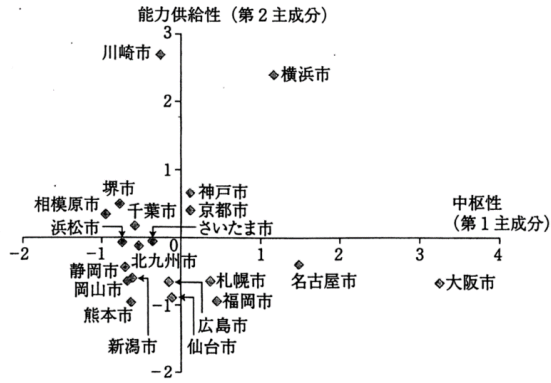 能力供給性（第２主成分）
3
川崎市
横浜市
2
1
堺市
神戸市
相模原市
千葉市
京都市
中枢性
（第１主成分）
浜松市
さいたま市
−2
−1
0
1
2
3
4
静岡市
北九州市
名古屋市
岡山市
札幌市
大阪市
熊本市
−1
福岡市
広島市
新潟市
仙台市
−2